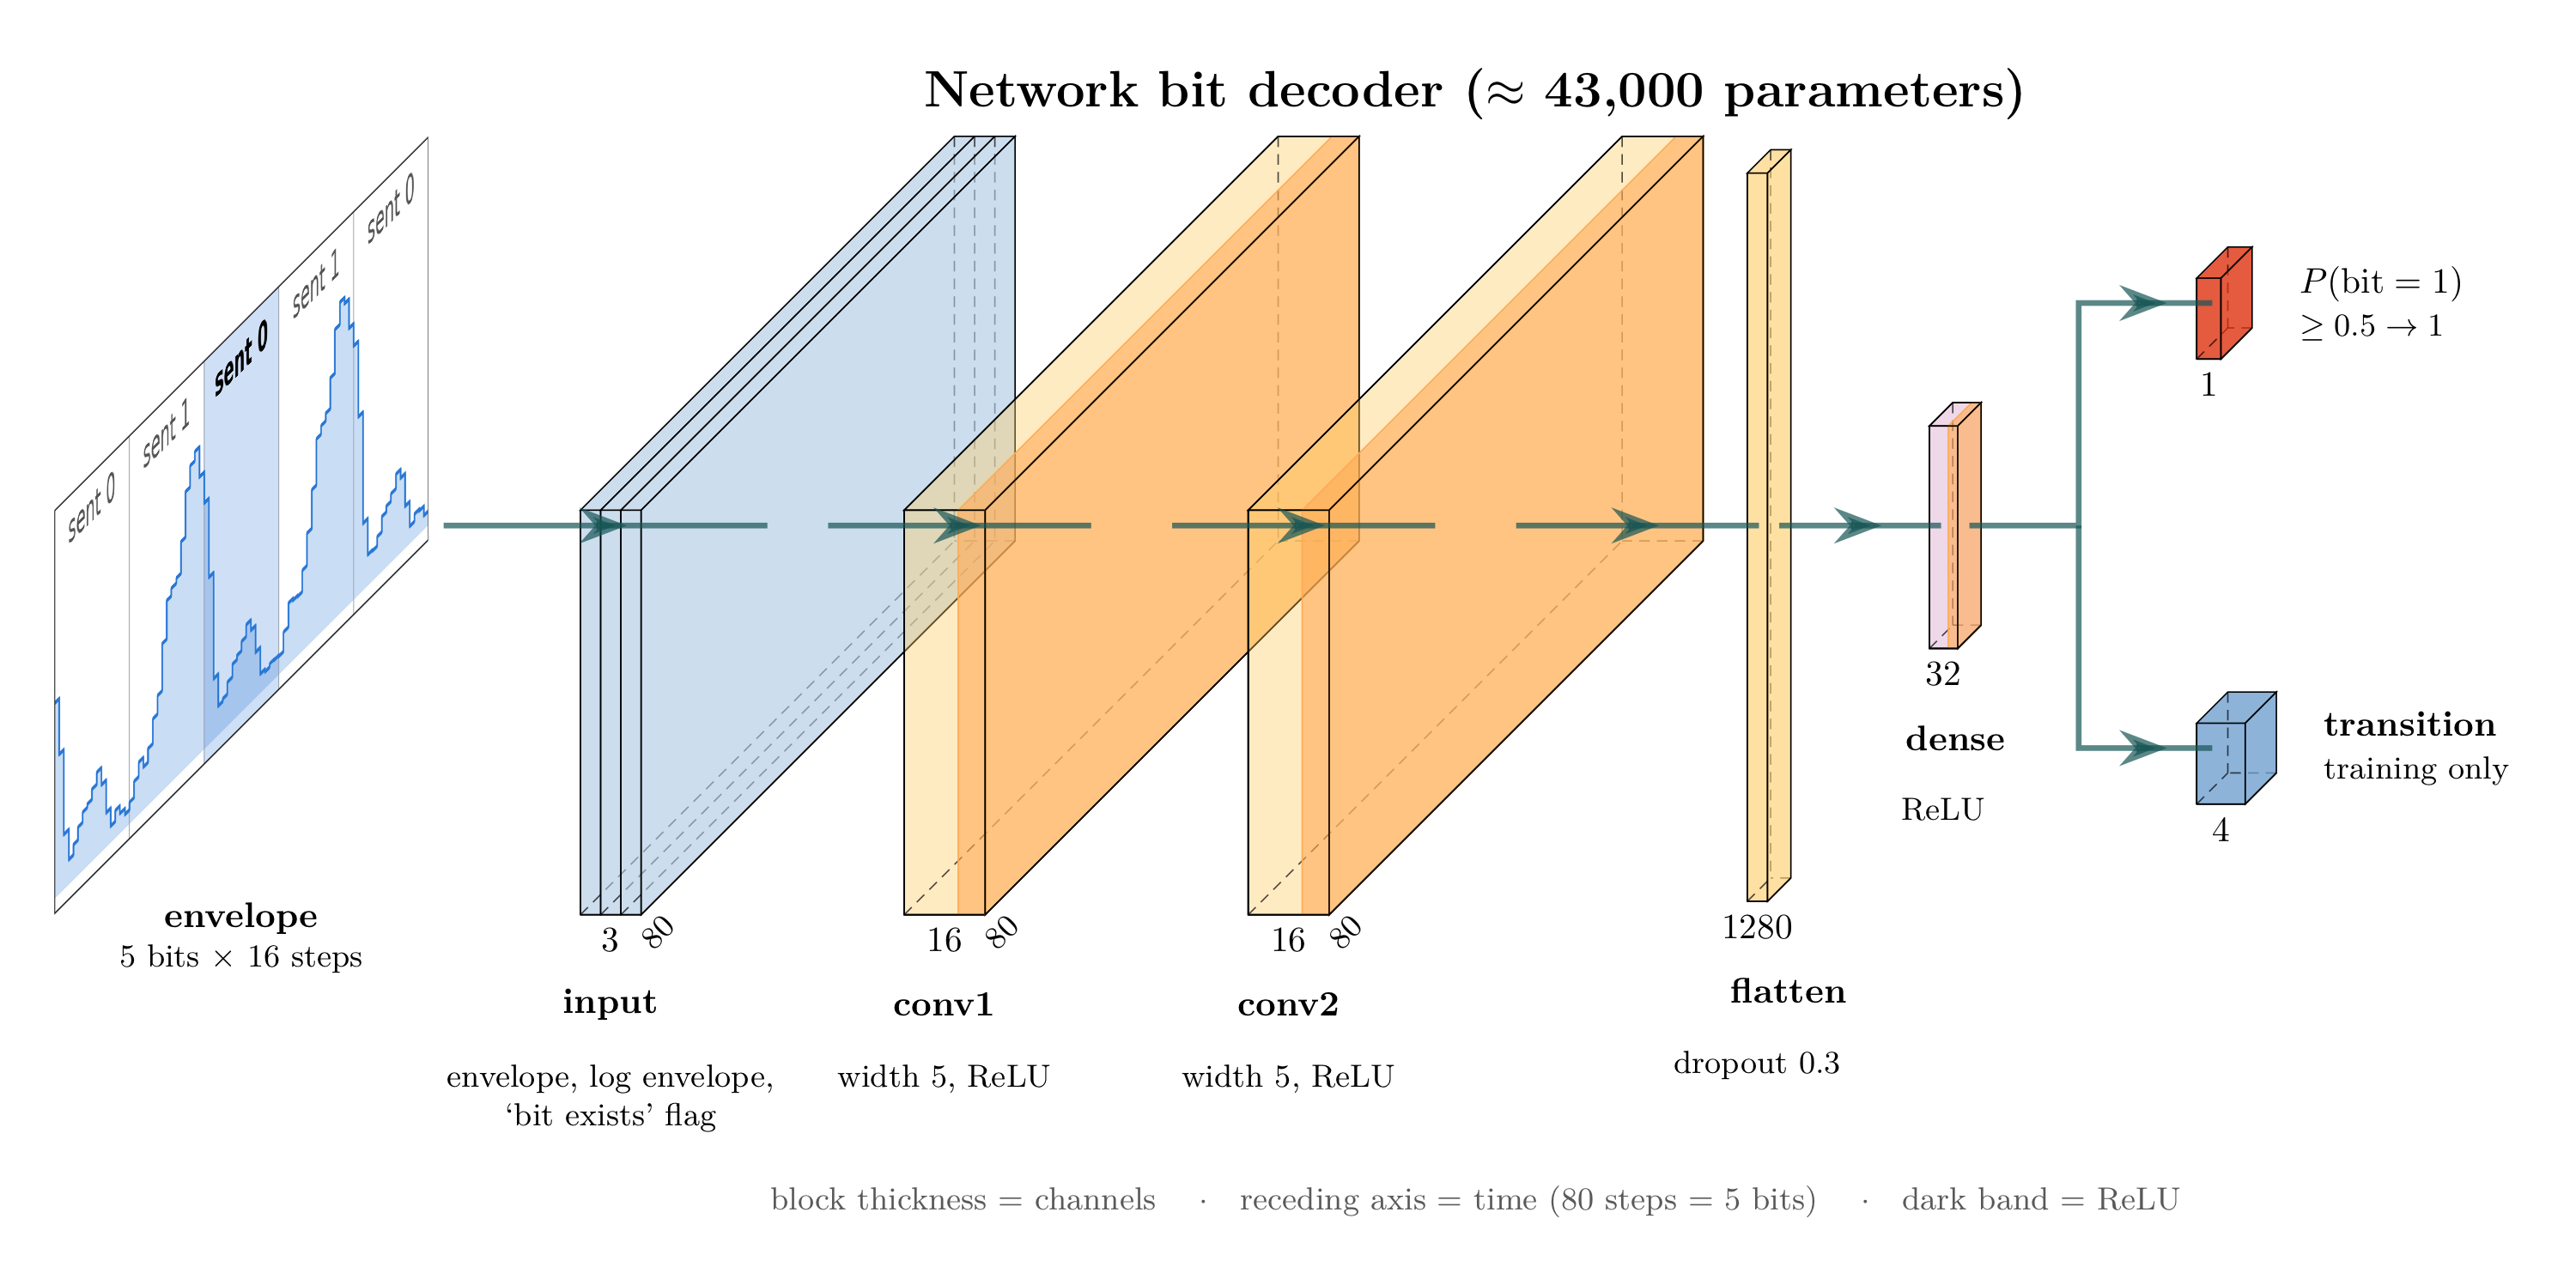 Network bit decoder (≈ 43,000 parameters)
sent 0
sent 1
sent 0
sent 1
sent 0
envelope
5 bits × 16 steps
3
80
input
envelope, log envelope,
‘bit exists’ flag
16
80
conv1
width 5, ReLU
16
80
conv2
width 5, ReLU
1280
flatten
dropout 0.3
32
dense
ReLU
1
P(bit = 1)
≥ 0.5 → 1
4
transition
training only
block thickness = channels · receding axis = time (80 steps = 5 bits) · dark band = ReLU